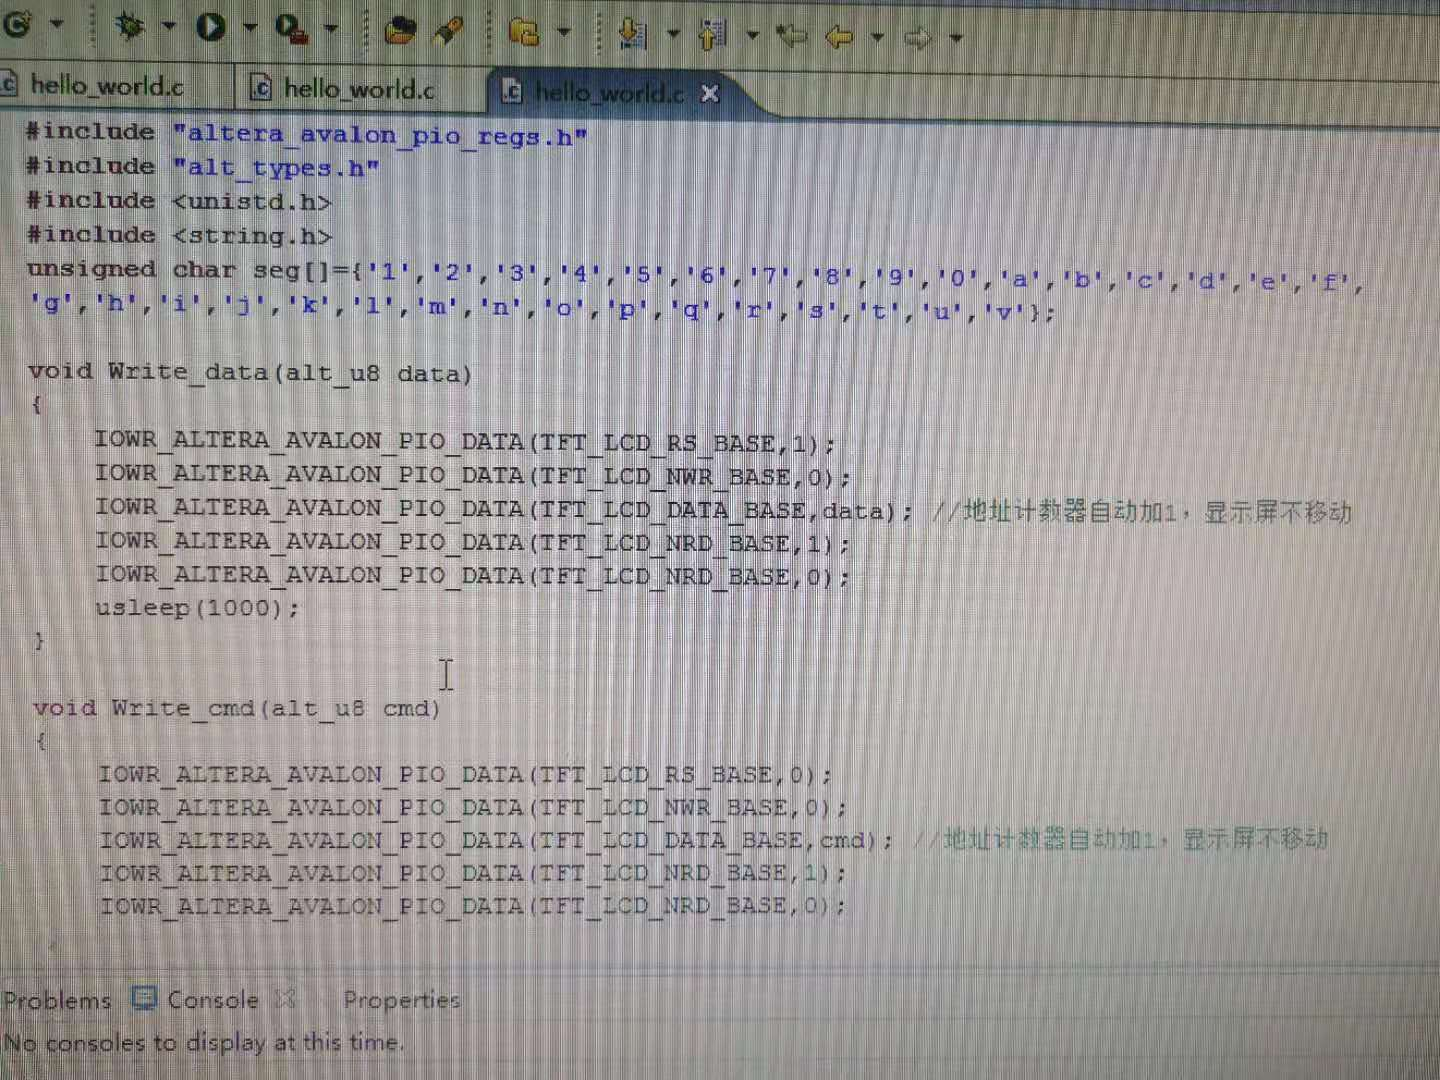 hello_world.c hello_world.c hello_world.c
#include "altera_avalon_pio_regs.h"
#include "alt_types.h"
#include <unistd.h>
#include <string.h>
unsigned char seg[]={'1','2','3','4','5','6','7','8','9','0','a','b','c','d','e','f',
'g','h','i','j','k','l','m','n','o','p','q','r','s','t','u','v'};
void Write_data(alt_u8 data)
{
IOWR_ALTERA_AVALON_PIO_DATA(TFT_LCD_RS_BASE,1);
IOWR_ALTERA_AVALON_PIO_DATA(TFT_LCD_NWR_BASE,0);
IOWR_ALTERA_AVALON_PIO_DATA(TFT_LCD_DATA_BASE,data); //地址计数器自动加1，显示屏不移动
IOWR_ALTERA_AVALON_PIO_DATA(TFT_LCD_NRD_BASE,1);
IOWR_ALTERA_AVALON_PIO_DATA(TFT_LCD_NRD_BASE,0);
usleep(1000);
}
void Write_cmd(alt_u8 cmd)
{
IOWR_ALTERA_AVALON_PIO_DATA(TFT_LCD_RS_BASE,0);
IOWR_ALTERA_AVALON_PIO_DATA(TFT_LCD_NWR_BASE,0);
IOWR_ALTERA_AVALON_PIO_DATA(TFT_LCD_DATA_BASE,cmd); //地址计数器自动加1，显示屏不移动
IOWR_ALTERA_AVALON_PIO_DATA(TFT_LCD_NRD_BASE,1);
IOWR_ALTERA_AVALON_PIO_DATA(TFT_LCD_NRD_BASE,0);
Problems Console Properties
No consoles to display at this time.